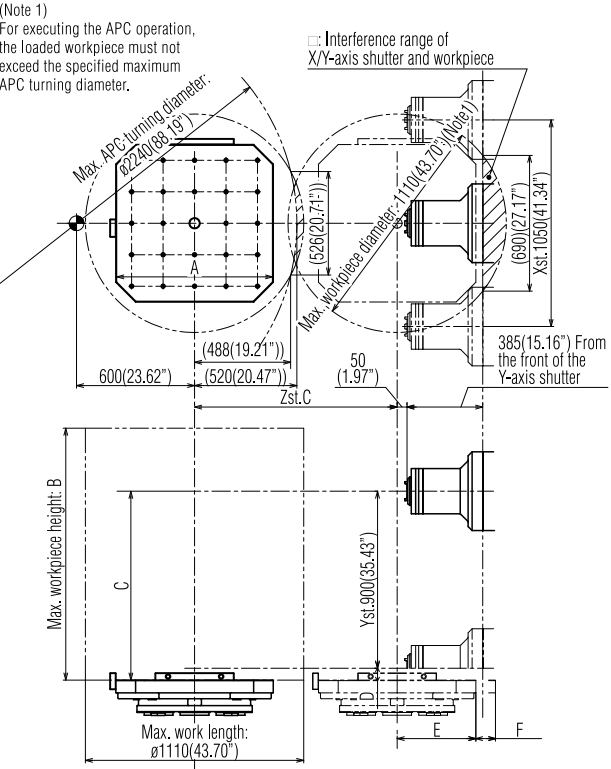 (Note 1)
For executing the APC operation,
the loaded workpiece must not
exceed the specified maximum
APC turning diameter.
□: Interference range of
X/Y-axis shutter and workpiece
Max. APC turning diameter:
ø2240(88.19")
Max. workpiece diameter: 1110(43.70")(Note1)
(526(20.71"))
(690)(27.17")
Xst.1050(41.34")
A
(488(19.21"))
600(23.62")
(520(20.47"))
50
(1.97")
385(15.16") From
the front of the
Y-axis shutter
Zst.C
Max. workpiece height: B
C
Yst.900(35.43")
D
Max. work length:
ø1110(43.70")
E
F